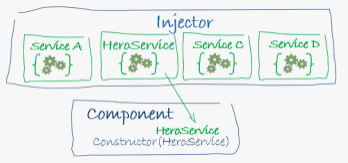 Injector
Service A
HeroService
Service C
Service D
{ }
{ }
{ }
{ }
Component
HeroService
Constructor(HeroService)